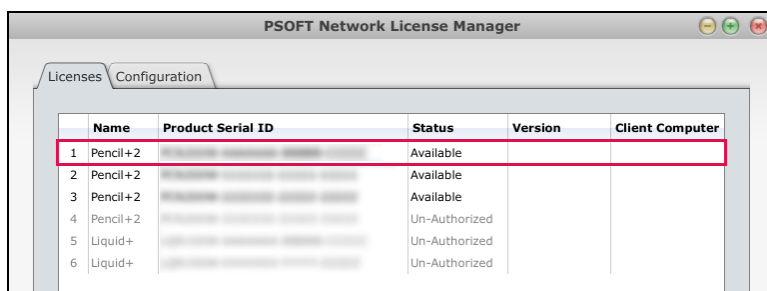 PSOFT Network License Manager
Licenses Configuration
Name Product Serial ID Status Version Client Computer
1 Pencil+2 Available
2 Pencil+2 Available
3 Pencil+2 Available
4 Pencil+2 Un-Authorized
5 Liquid+ Un-Authorized
6 Liquid+ Un-Authorized